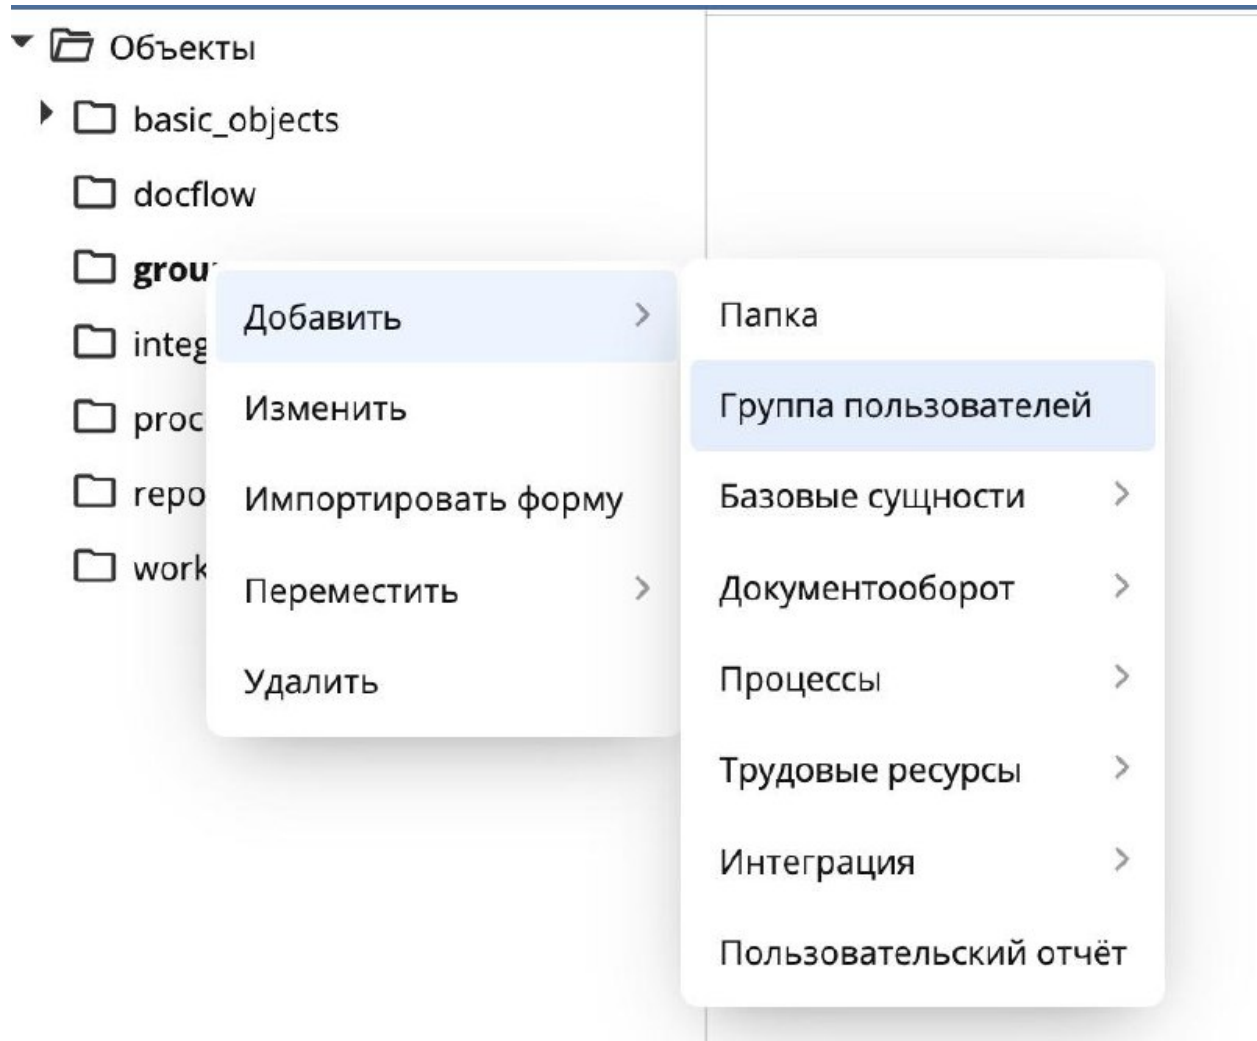 Объекты
basic_objects
docflow
Добавить
Изменить
Импортировать форму
Переместить
Удалить
Папка
Группа пользователей
Базовые сущности
Документооборот
Процессы
Трудовые ресурсы
Интеграция
Пользовательский отчёт